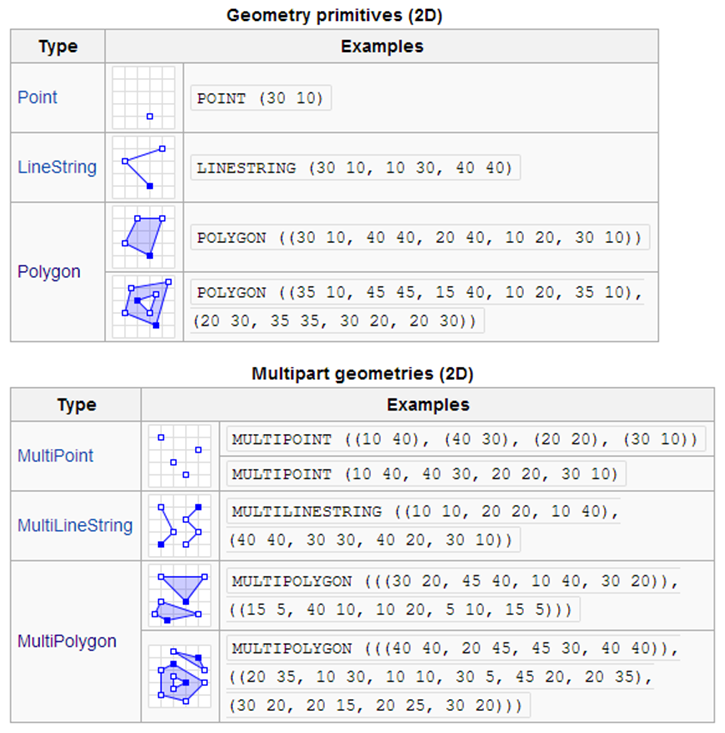 Geometry primitives (2D)
Type Examples
Point POINT (30 10)
LineString LINESTRING (30 10, 10 30, 40 40)
Polygon
POLYGON ((30 10, 40 40, 20 40, 10 20, 30 10))
POLYGON ((35 10, 45 45, 15 40, 10 20, 35 10),
(20 30, 35 35, 30 20, 20 30))
Multipart geometries (2D)
Type Examples
MultiPoint
MULTIPOINT ((10 40), (40 30), (20 20), (30 10))
MULTIPOINT (10 40, 40 30, 20 20, 30 10)
MultiLineString
MULTILINESTRING ((10 10, 20 20, 10 40),
(40 40, 30 30, 40 20, 30 10))
MultiPolygon
MULTIPOLYGON (((30 20, 45 40, 10 40, 30 20)),
((15 5, 40 10, 10 20, 5 10, 15 5)))
MULTIPOLYGON (((40 40, 20 45, 45 30, 40 40)),
((20 35, 10 30, 10 10, 30 5, 45 20, 20 35),
(30 20, 20 15, 20 25, 30 20)))